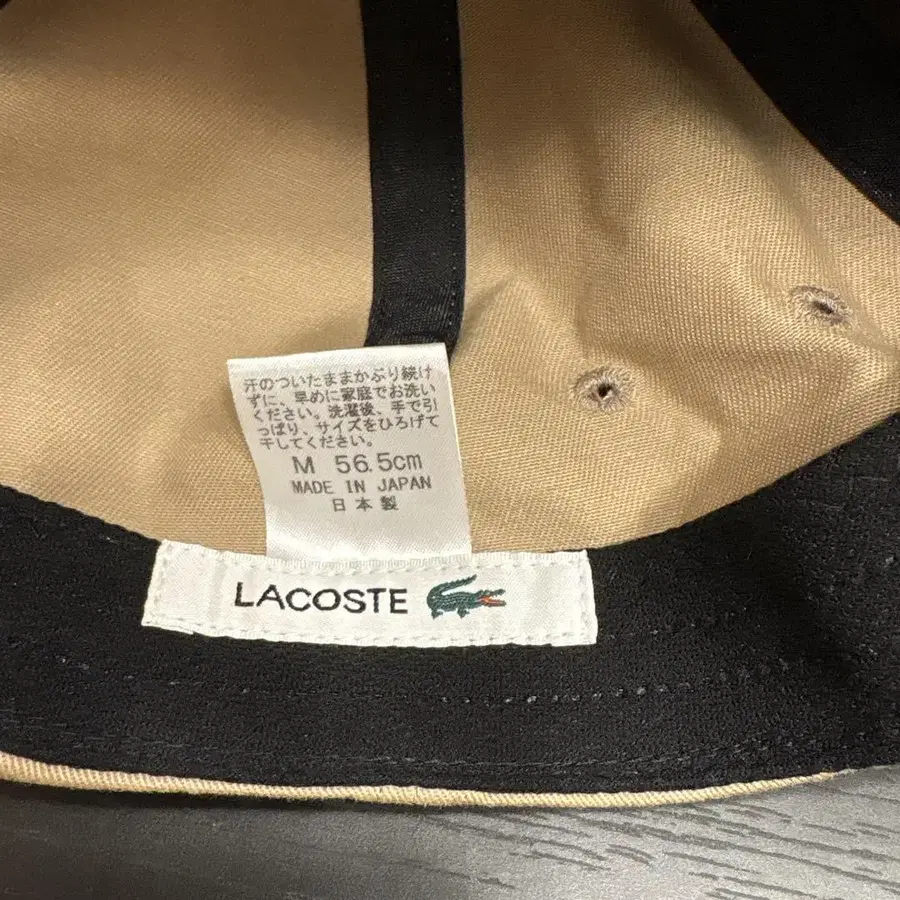 汗のついたままかぶり続け
ずに、早めに家庭でお洗い
ください。洗濯後、手で引
っぱり、サイズをひろげて
干してください。
M 56.5cm
MADE IN JAPAN
日本製
LACOSTE